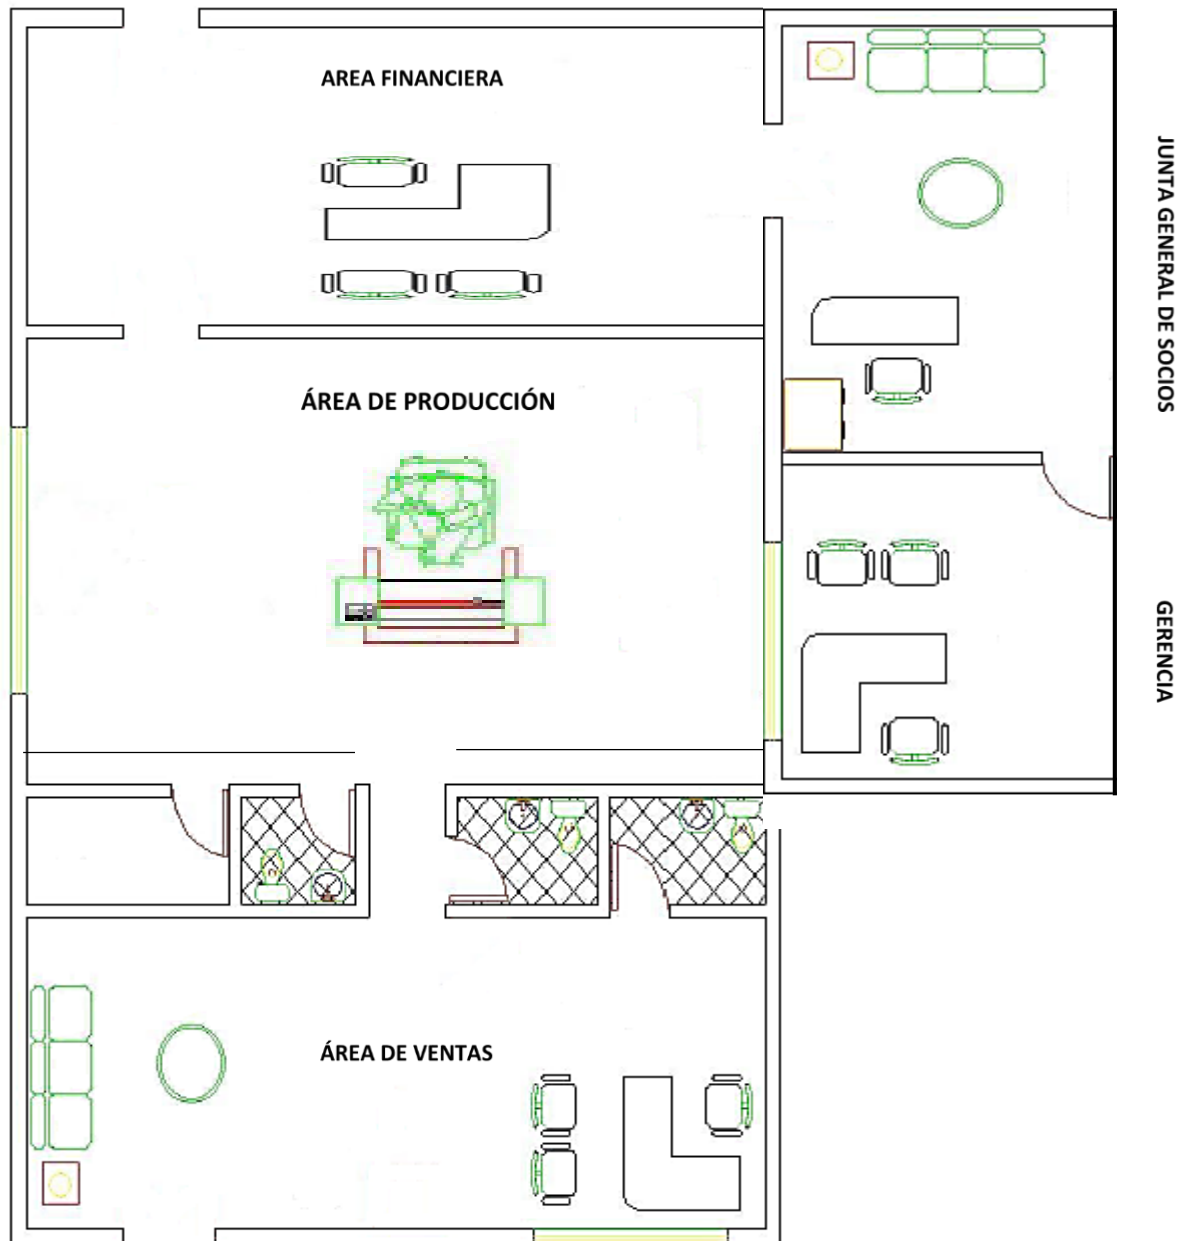 AREA FINANCIERA
JUNTA GENERAL DE SOCIOS
ÁREA DE PRODUCCIÓN
GERENCIA
ÁREA DE VENTAS